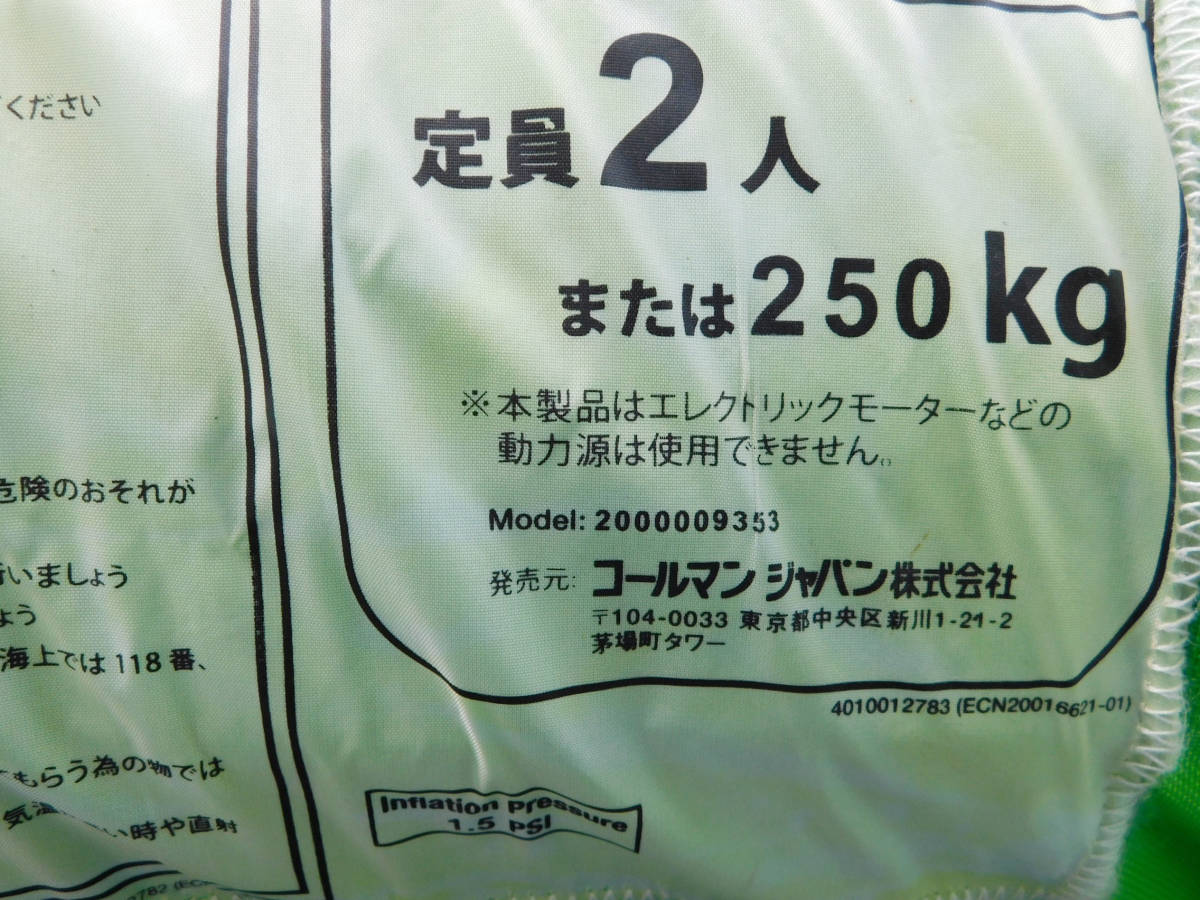 ください
危険のおそれが
いましょう
ょう
海上では118番、
もらう為の物では
気温
い時や直射
定員2人
または250kg
※本製品はエレクトリックモーターなどの
動力源は使用できません。
Model: 2000009353
発売元: コールマン ジャパン株式会社
〒104-0033 東京都中央区新川1-21-2
茅場町タワー
4010012783 (ECN20016621-01)
Inflation Pressure
1.5 PSI